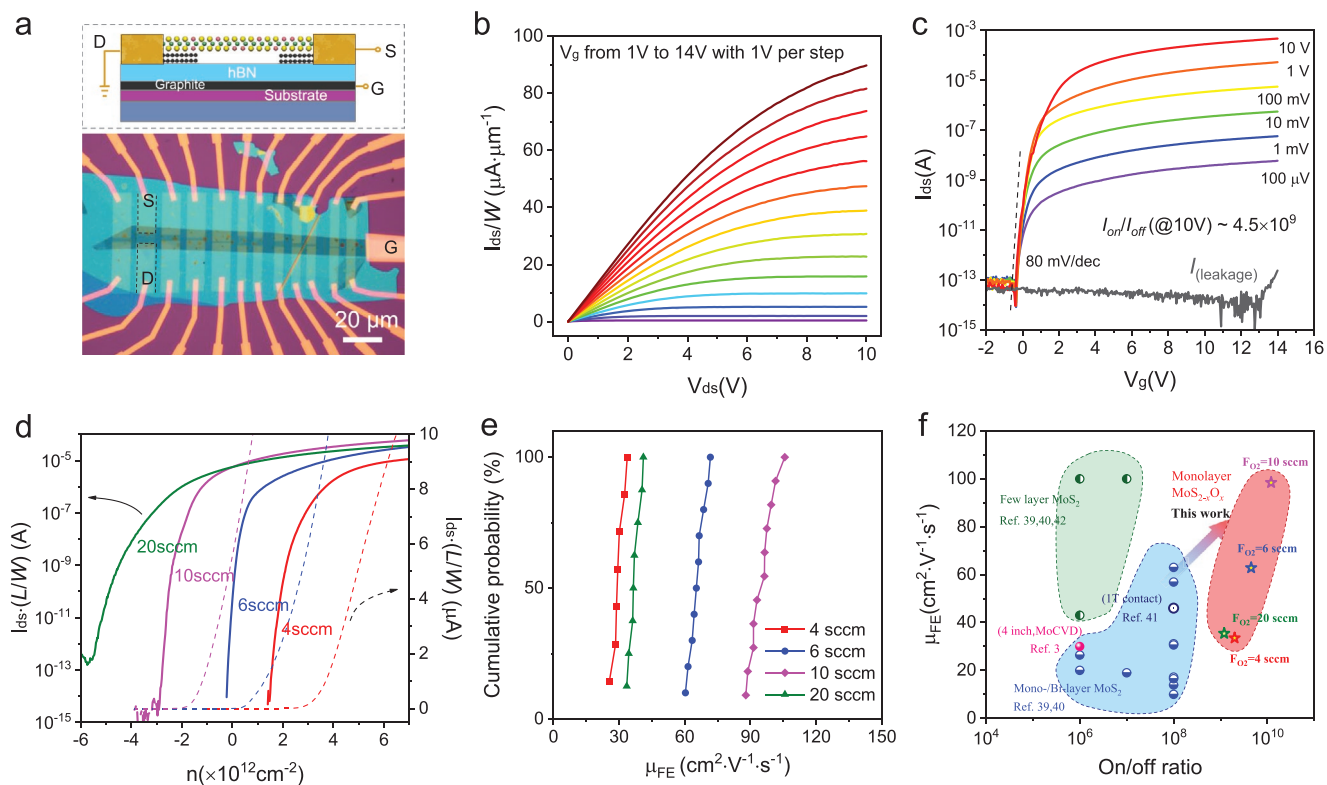 a
D
S
hBN
Graphite
G
Substrate
S
G
D
20 μm
b
Vg from 1V to 14V with 1V per step
Ids/W (μA·μm-1)
100
80
60
40
20
0
0 2 4 6 8 10
Vds(V)
c
Ids(A)
10-3
10-5
10-7
10-9
10-11
10-13
10-15
10 V
1 V
100 mV
10 mV
1 mV
100 μV
Ion/Ioff (@10V) ~ 4.5×109
80 mV/dec
I(leakage)
-2 0 2 4 6 8 10 12 14 16
Vg(V)
d
Ids·(L/W) (A)
10-5
10-7
10-9
10-11
10-13
10-15
20sccm
10sccm
6sccm
4sccm
10
8
6
4
2
0
Ids·(L/W) (μA)
-6 -4 -2 0 2 4 6
n(×1012cm-2)
e
Cumulative probability (%)
100
50
0
4 sccm
6 sccm
10 sccm
20 sccm
0 30 60 90 120 150
μFE (cm2·V-1·s-1)
f
μFE(cm2·V-1·s-1)
120
100
80
60
40
20
0
FO2=10 sccm
Monolayer
MoS2-xOx
This work
Few layer MoS2
Ref. 39,40,42
FO2=6 sccm
(1T contact)
Ref. 41
(4 inch,MoCVD)
Ref. 3
FO2=20 sccm
FO2=4 sccm
Mono-/Bi-layer MoS2
Ref. 39,40
104 106 108 1010
On/off ratio